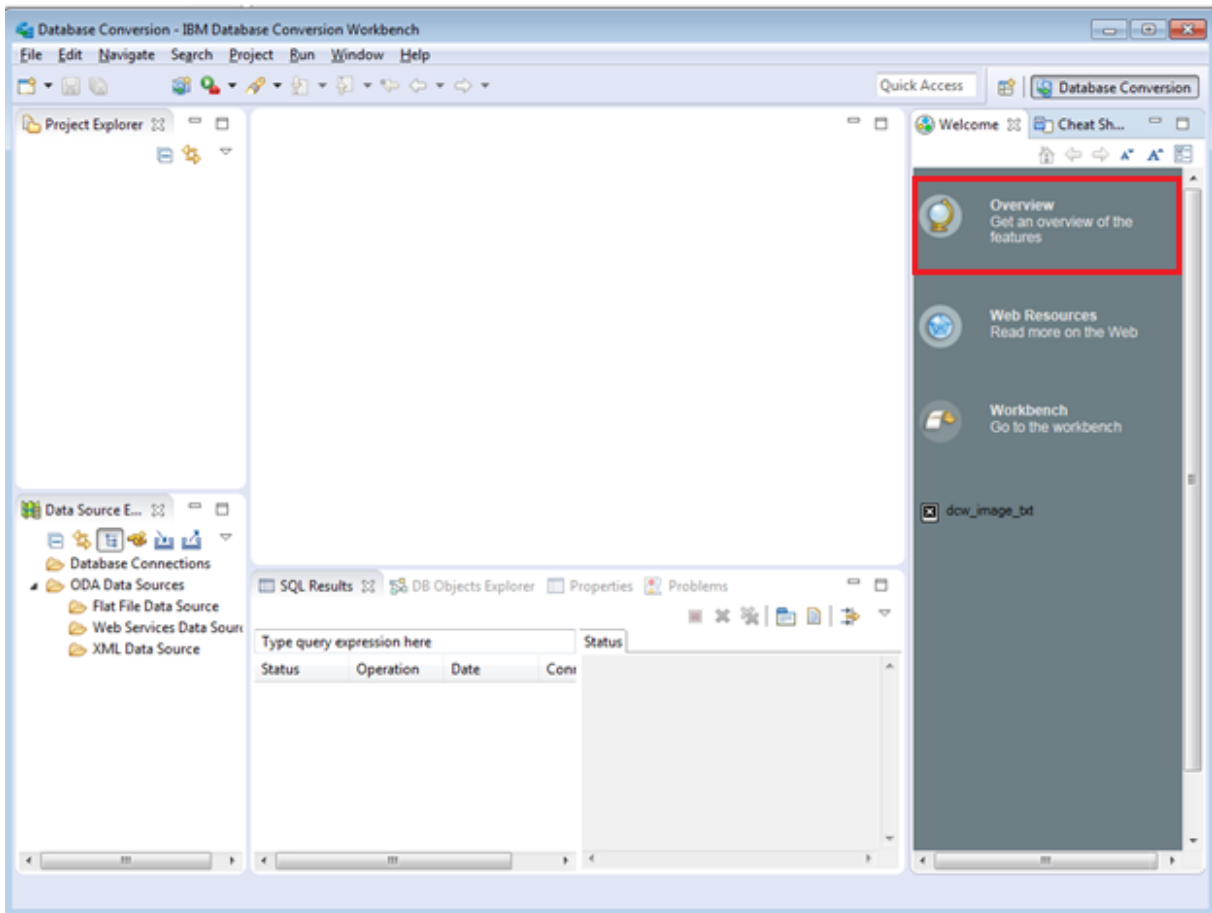 Database Conversion - IBM Database Conversion Workbench
File Edit Navigate Search Project Run Window Help
Quick Access
Database Conversion
Project Explorer
Welcome
Cheat Sh...
Overview
Get an overview of the
features
Web Resources
Read more on the Web
Workbench
Go to the workbench
dcw_image_txt
Data Source E...
Database Connections
ODA Data Sources
Flat File Data Source
Web Services Data Sourc
XML Data Source
SQL Results DB Objects Explorer Properties Problems
Type query expression here
Status
Status Operation Date Conn